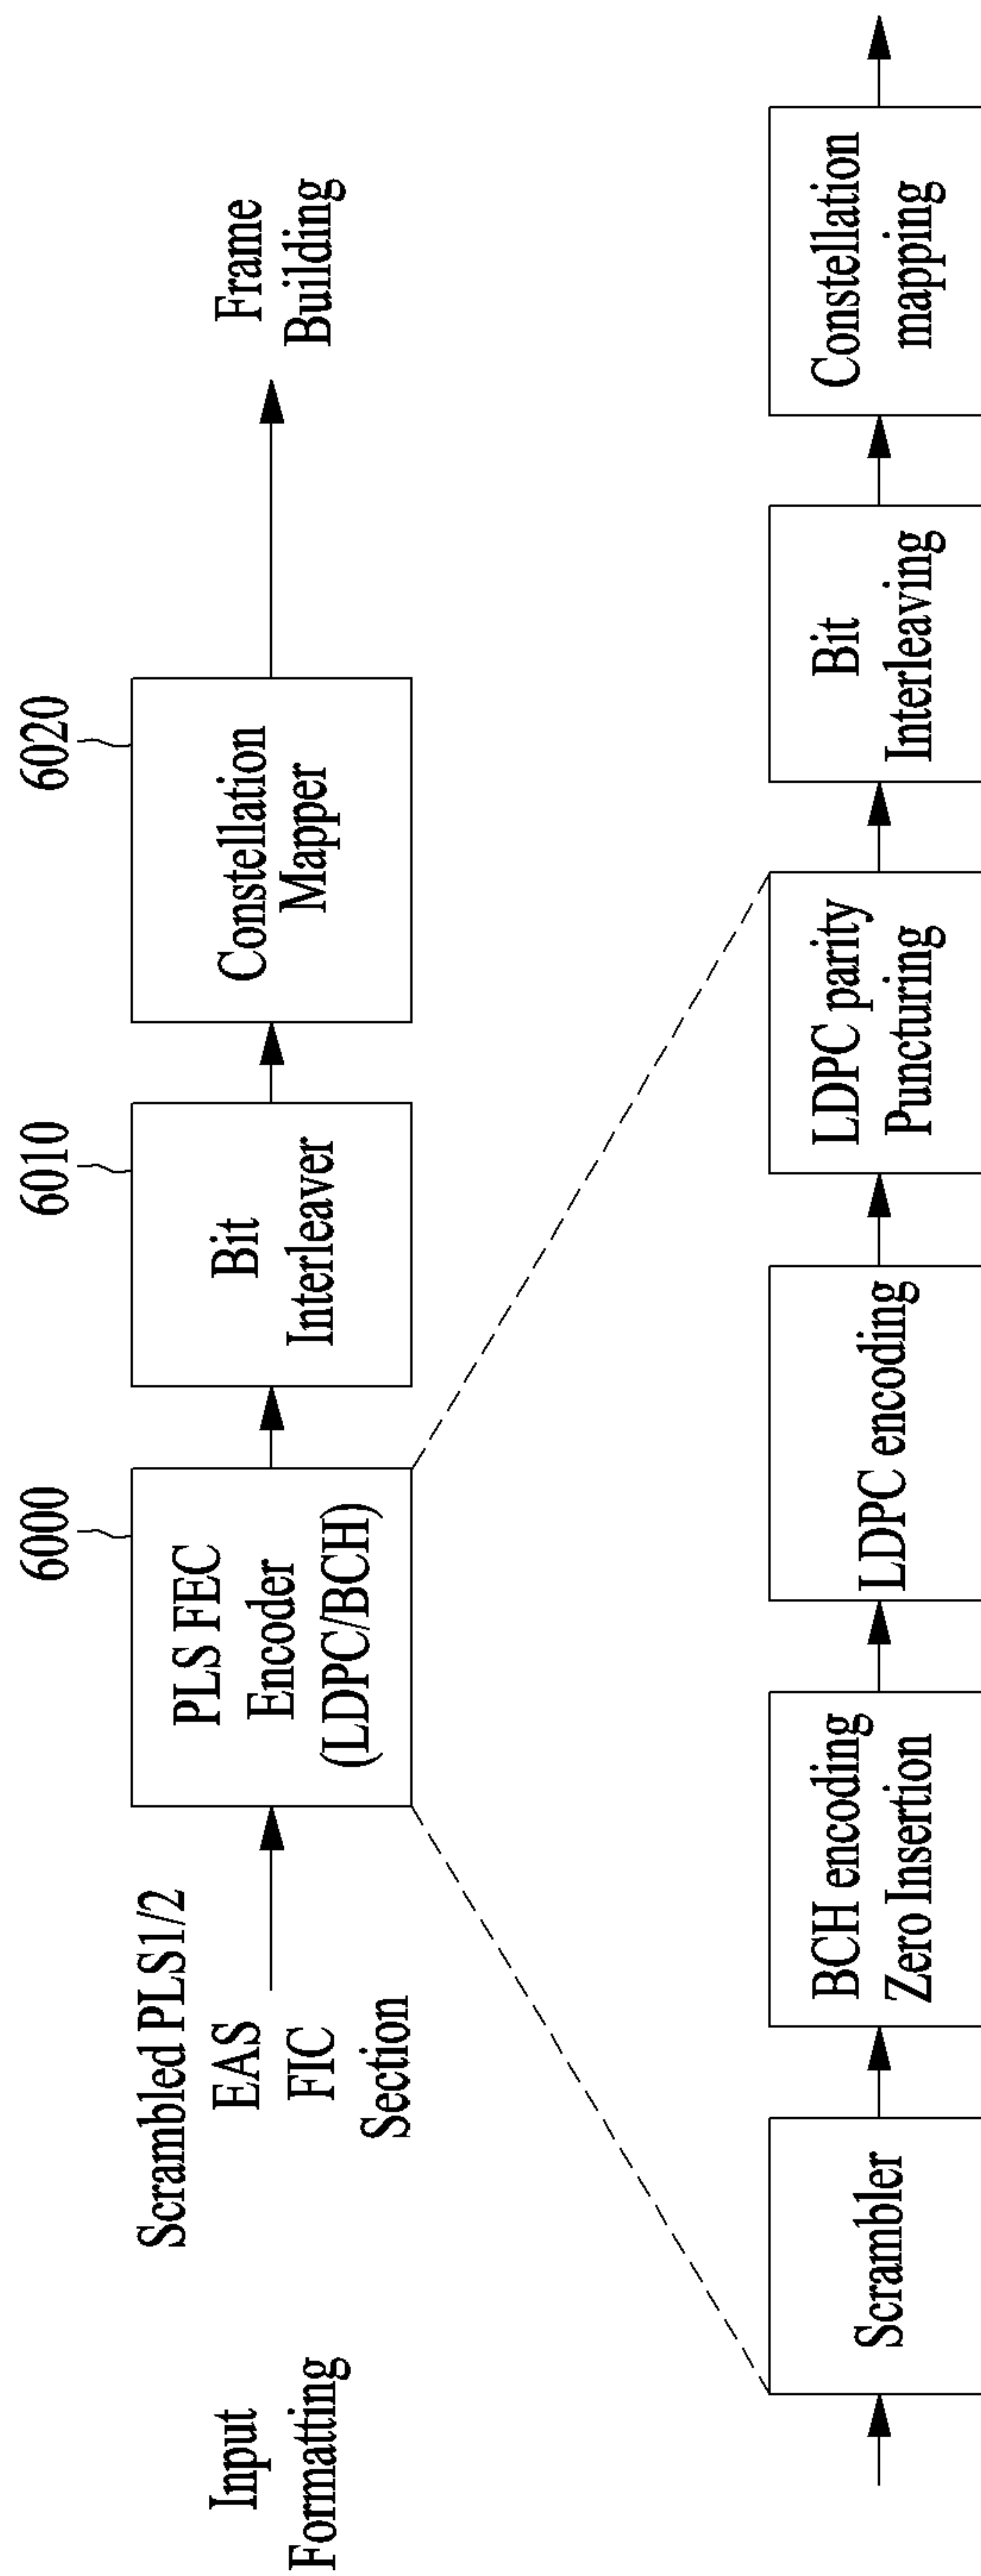 Input
Formatting
Scrambled PLS1/2
EAS
FIC
Section
6000
PLS FEC
Encoder
(LDPC/BCH)
6010
Bit
Interleaver
6020
Constellation
Mapper
Frame
Building
Scrambler
BCH encoding
Zero Insertion
LDPC encoding
LDPC parity
Puncturing
Bit
Interleaving
Constellation
mapping